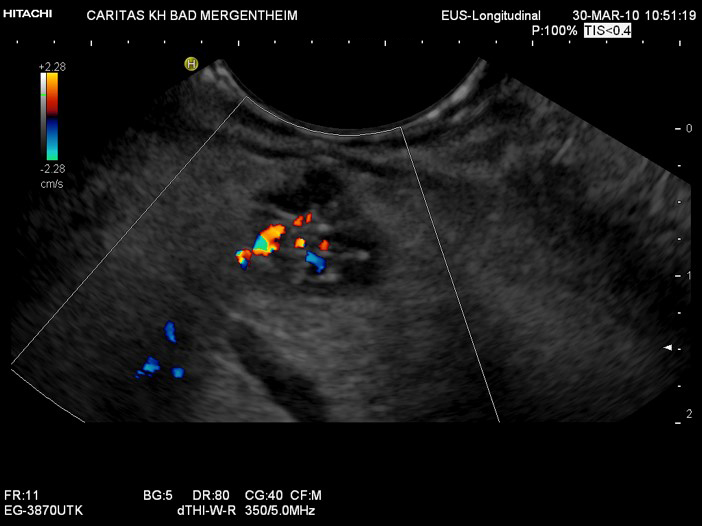 HITACHI CARITAS KH BAD MERGENTHEIM EUS-Longitudinal 30-MAR-10 10:51:19
P:100% TIS<0.4
H
+2.28
-2.28
cm/s
0
1
2
FR:11 BG:5 DR:80 CG:40 CF:M
EG-3870UTK dTHI-W-R 350/5.0MHz